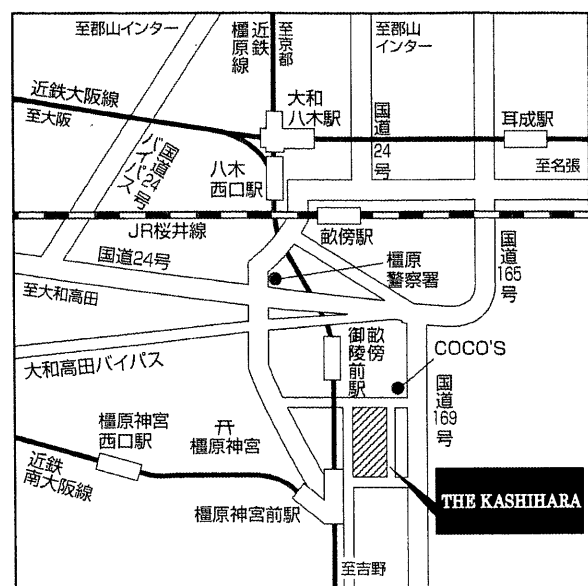 至郡山インター
近鉄
橿原線
至京都
至郡山
インター
近鉄大阪線
至大阪
大和
八木駅
国道24号
耳成駅
国道24号
バイパス
八木
西口駅
至名張
JR桜井線
畝傍駅
国道24号
橿原
警察署
国道165号
至大和高田
畝傍
御陵前駅
COCO'S
大和高田バイパス
国道169号
橿原神宮
西口駅
橿原神宮
近鉄
南大阪線
橿原神宮前駅
THE KASHIHARA
至吉野